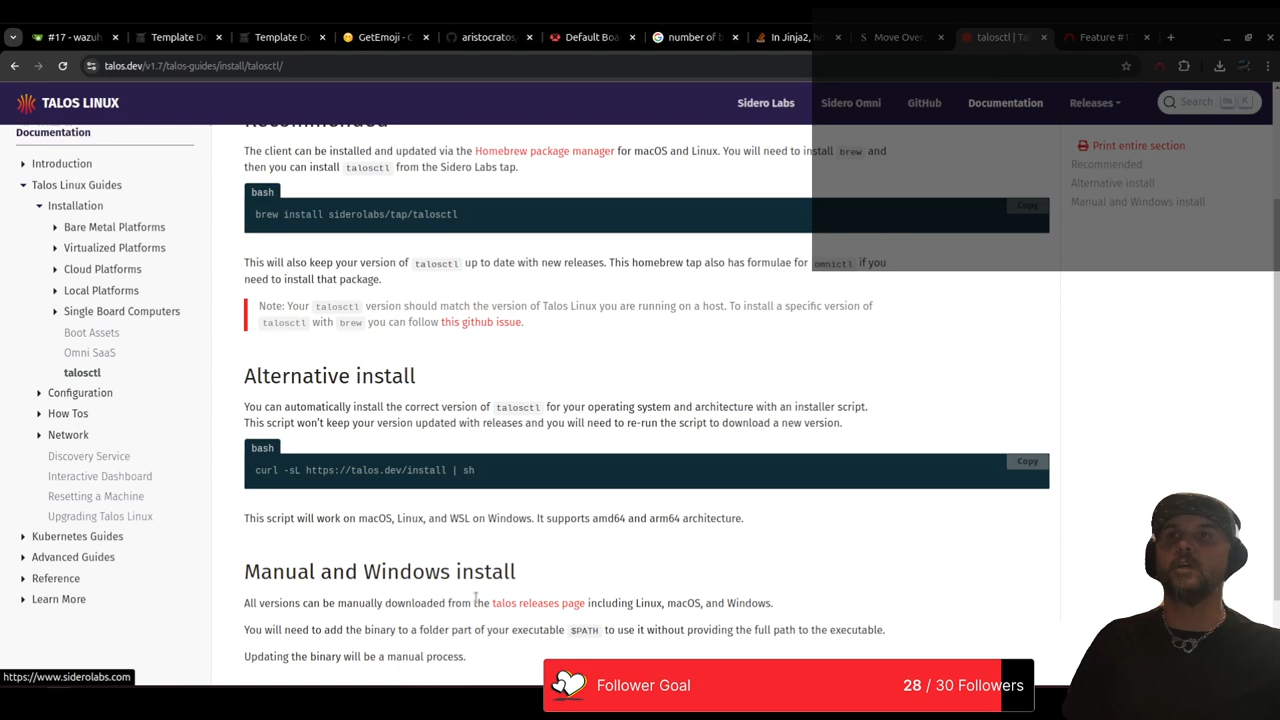 #17 - wazuh
Template De
Template De
GetEmoji - C
aristocratos,
Default Boa
number of b
In Jinja2, ho
Move Over,
talosctl | Tal
Feature #1
talos.dev/v1.7/talos-guides/install/talosctl/
TALOS LINUX
Sidero Labs
Sidero Omni
GitHub
Documentation
Releases
Search
Documentation
Introduction
Talos Linux Guides
Installation
Bare Metal Platforms
Virtualized Platforms
Cloud Platforms
Local Platforms
Single Board Computers
Boot Assets
Omni SaaS
talosctl
Configuration
How Tos
Network
Discovery Service
Interactive Dashboard
Resetting a Machine
Upgrading Talos Linux
Kubernetes Guides
Advanced Guides
Reference
Learn More
Recommended
The client can be installed and updated via the Homebrew package manager for macOS and Linux. You will need to install brew and
then you can install talosctl from the Sidero Labs tap.
bash
Copy
brew install siderolabs/tap/talosctl
This will also keep your version of talosctl up to date with new releases. This homebrew tap also has formulae for omnictl if you
need to install that package.
Note: Your talosctl version should match the version of Talos Linux you are running on a host. To install a specific version of
talosctl with brew you can follow this github issue.
Alternative install
You can automatically install the correct version of talosctl for your operating system and architecture with an installer script.
This script won't keep your version updated with releases and you will need to re-run the script to download a new version.
bash
Copy
curl -sL https://talos.dev/install | sh
This script will work on macOS, Linux, and WSL on Windows. It supports amd64 and arm64 architecture.
Manual and Windows install
All versions can be manually downloaded from the talos releases page including Linux, macOS, and Windows.
You will need to add the binary to a folder part of your executable $PATH to use it without providing the full path to the executable.
Updating the binary will be a manual process.
Print entire section
Recommended
Alternative install
Manual and Windows install
https://www.siderolabs.com
Follower Goal
28 / 30 Followers